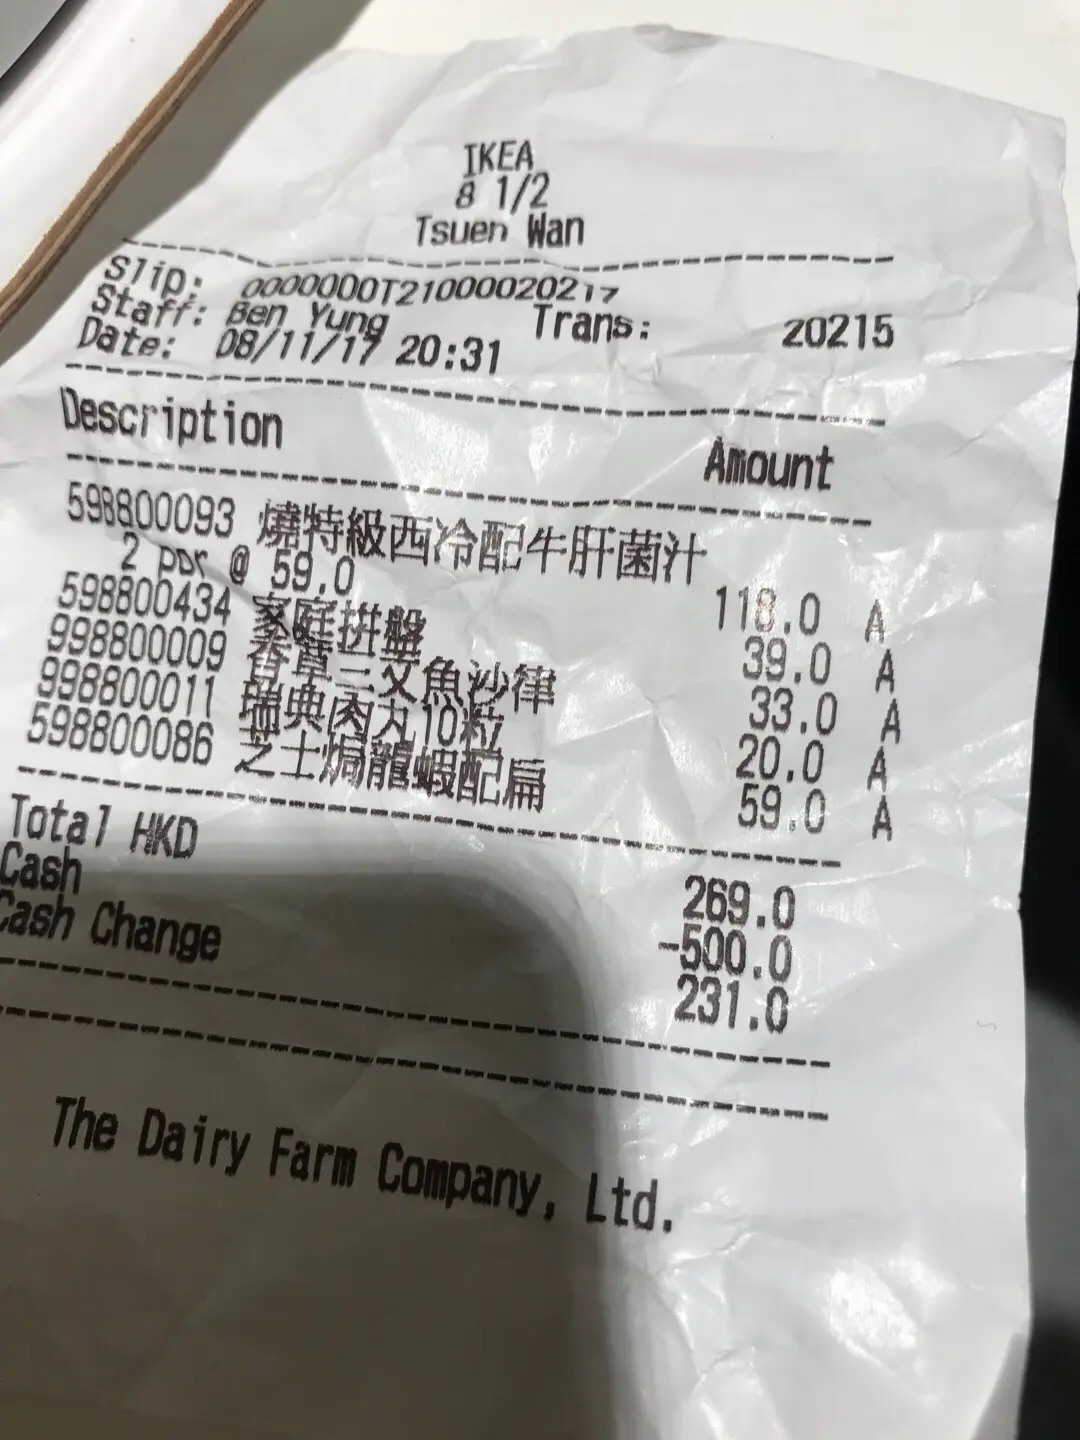 IKEA
8 1/2
Tsuen Wan
Slip: 0000000T21000020217
Staff: Ben Yung Trans: 20215
Date: 08/11/17 20:31
Description Amount
598800093 燒特級西冷配牛肝菌汁
2 por @ 59.0 118.0 A
598800434 家庭拼盤 39.0 A
998800009 香草三文魚沙律 33.0 A
998800011 瑞典肉丸10粒 20.0 A
598800086 芝士焗龍蝦配扁 59.0 A
Total HKD 269.0
Cash -500.0
Cash Change 231.0
The Dairy Farm Company, Ltd.